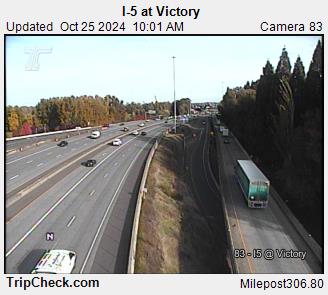 I-5 at Victory
Updated Oct 25 2024 10:01 AM Camera 83
N
83 - I5 @ Victory
TripCheck.com Milepost306.80